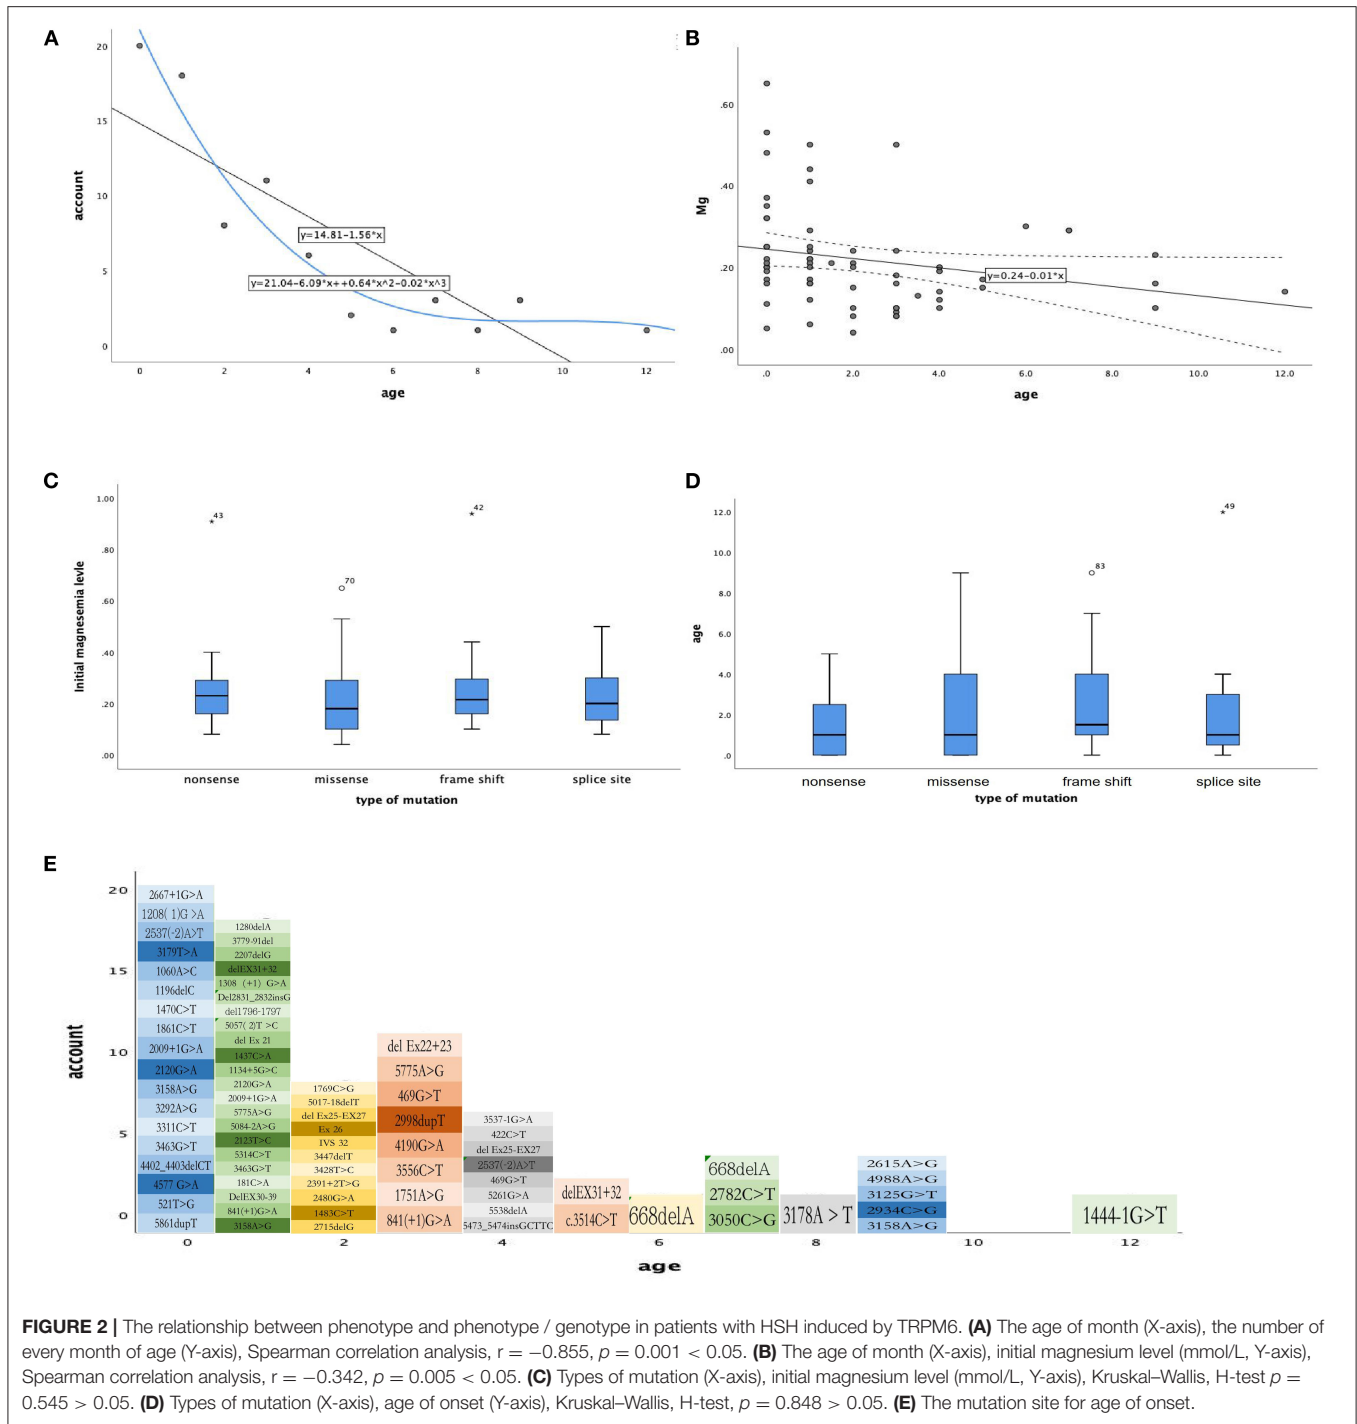 A
20
15
10
5
0
account
y=14.81-1.56*x
y=21.04-6.09*x++0.64*x^2-0.02*x^3
0 2 4 6 8 10 12
age
B
.60
.40
.20
.00
Mg
y=0.24-0.01*x
.0 1 2.0 3 4.0 5 6.0 7 8.0 9 10.0 12.0
age
C
1.00
.80
.60
.40
.20
.00
Initial magnesemia levle
43
70
42
nonsense missense frame shift splice site
type of mutation
D
12.0
10.0
8.0
6.0
4.0
2.0
.0
age
83
49
nonsense missense frame shift splice site
type of mutation
E
20
15
10
5
0
account
2667+1G>A
1208( 1)G >A
2537(-2)A>T
3179T>A
1060A>C
1196delC
1470C>T
1861C>T
2009+1G>A
2120G>A
3158A>G
3292A>G
3311C>T
3463G>T
4402_4403delCT
4577 G>A
521T>G
5861dupT
1280delA
3779-91del
2207delG
delEX31+32
1308 (+1) G>A
Del2831_2832insG
del1796-1797
5057( 2)T >C
del Ex 21
1437C>A
1134+5G>C
2120G>A
2009+1G>A
5775A>G
5084-2A>G
2123T>C
5314C>T
3463G>T
181C>A
DelEX30-39
841(+1)G>A
3158A>G
1769C>G
5017-18delT
del Ex25-EX27
Ex 26
IVS 32
3447delT
3428T>C
2391+2T>G
2480G>A
1483C>T
2715delG
del Ex22+23
5775A>G
469G>T
2998dupT
4190G>A
3556C>T
1751A>G
841(+1)G>A
3537-1G>A
422C>T
del Ex25-EX27
2537(-2)A>T
469G>T
5261G>A
5538delA
5473_5474insGCTTC
delEX31+32
c.3514C>T
668delA
668delA
2782C>T
3050C>G
3178A > T
2615A>G
4988A>G
3125G>T
2934C>G
3158A>G
1444-1G>T
0 2 4 6 8 10 12
age
FIGURE 2 | The relationship between phenotype and phenotype / genotype in patients with HSH induced by TRPM6. (A) The age of month (X-axis), the number of
every month of age (Y-axis), Spearman correlation analysis, r = −0.855, p = 0.001 < 0.05. (B) The age of month (X-axis), initial magnesium level (mmol/L, Y-axis),
Spearman correlation analysis, r = −0.342, p = 0.005 < 0.05. (C) Types of mutation (X-axis), initial magnesium level (mmol/L, Y-axis), Kruskal–Wallis, H-test p =
0.545 > 0.05. (D) Types of mutation (X-axis), age of onset (Y-axis), Kruskal–Wallis, H-test, p = 0.848 > 0.05. (E) The mutation site for age of onset.